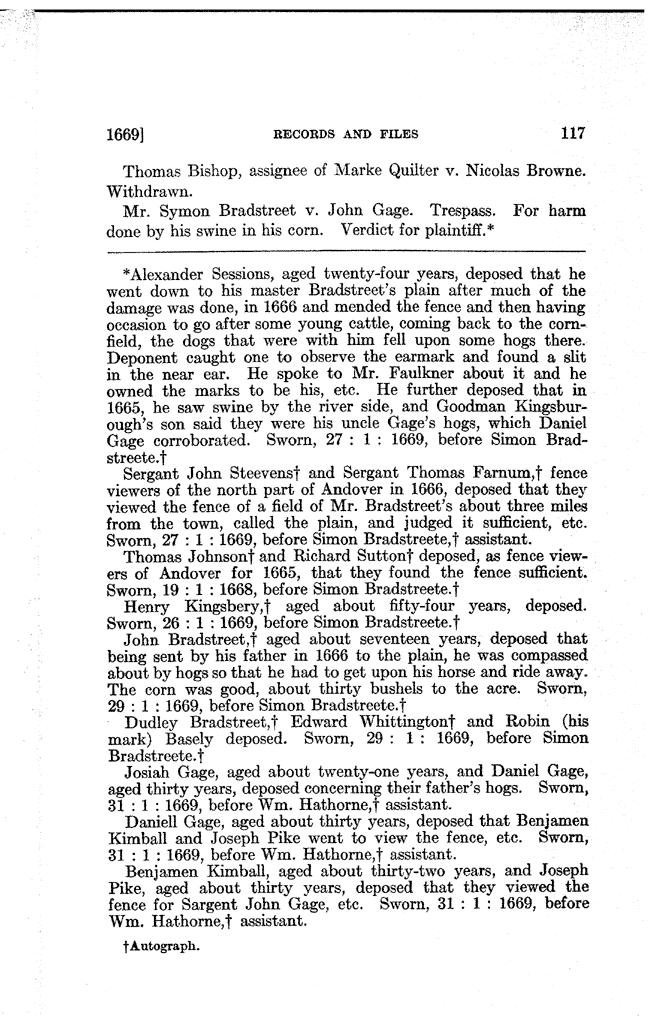 1669] RECORDS AND FILES 117
Thomas Bishop, assignee of Marke Quilter v. Nicolas Browne.
Withdrawn.
Mr. Symon Bradstreet v. John Gage. Trespass. For harm
done by his swine in his corn. Verdict for plaintiff.*
*Alexander Sessions, aged twenty-four years, deposed that he
went down to his master Bradstreet's plain after much of the
damage was done, in 1666 and mended the fence and then having
occasion to go after some young cattle, coming back to the corn-
field, the dogs that were with him fell upon some hogs there.
Deponent caught one to observe the earmark and found a slit
in the near ear. He spoke to Mr. Faulkner about it and he
owned the marks to be his, etc. He further deposed that in
1665, he saw swine by the river side, and Goodman Kingsbur-
ough's son said they were his uncle Gage's hogs, which Daniel
Gage corroborated. Sworn, 27 : 1 : 1669, before Simon Brad-
streete.†
Sergant John Steevens† and Sergant Thomas Farnum,† fence
viewers of the north part of Andover in 1666, deposed that they
viewed the fence of a field of Mr. Bradstreet's about three miles
from the town, called the plain, and judged it sufficient, etc.
Sworn, 27 : 1 : 1669, before Simon Bradstreete,† assistant.
Thomas Johnson† and Richard Sutton† deposed, as fence view-
ers of Andover for 1665, that they found the fence sufficient.
Sworn, 19 : 1 : 1668, before Simon Bradstreete.†
Henry Kingsbery,† aged about fifty-four years, deposed.
Sworn, 26 : 1 : 1669, before Simon Bradstreete.†
John Bradstreet,† aged about seventeen years, deposed that
being sent by his father in 1666 to the plain, he was compassed
about by hogs so that he had to get upon his horse and ride away.
The corn was good, about thirty bushels to the acre. Sworn,
29 : 1 : 1669, before Simon Bradstreete.†
Dudley Bradstreet,† Edward Whittington† and Robin (his
mark) Basely deposed. Sworn, 29 : 1 : 1669, before Simon
Bradstreete.†
Josiah Gage, aged about twenty-one years, and Daniel Gage,
aged thirty years, deposed concerning their father's hogs. Sworn,
31 : 1 : 1669, before Wm. Hathorne,† assistant.
Daniell Gage, aged about thirty years, deposed that Benjamen
Kimball and Joseph Pike went to view the fence, etc. Sworn,
31 : 1 : 1669, before Wm. Hathorne,† assistant.
Benjamen Kimball, aged about thirty-two years, and Joseph
Pike, aged about thirty years, deposed that they viewed the
fence for Sargent John Gage, etc. Sworn, 31 : 1 : 1669, before
Wm. Hathorne,† assistant.
†Autograph.